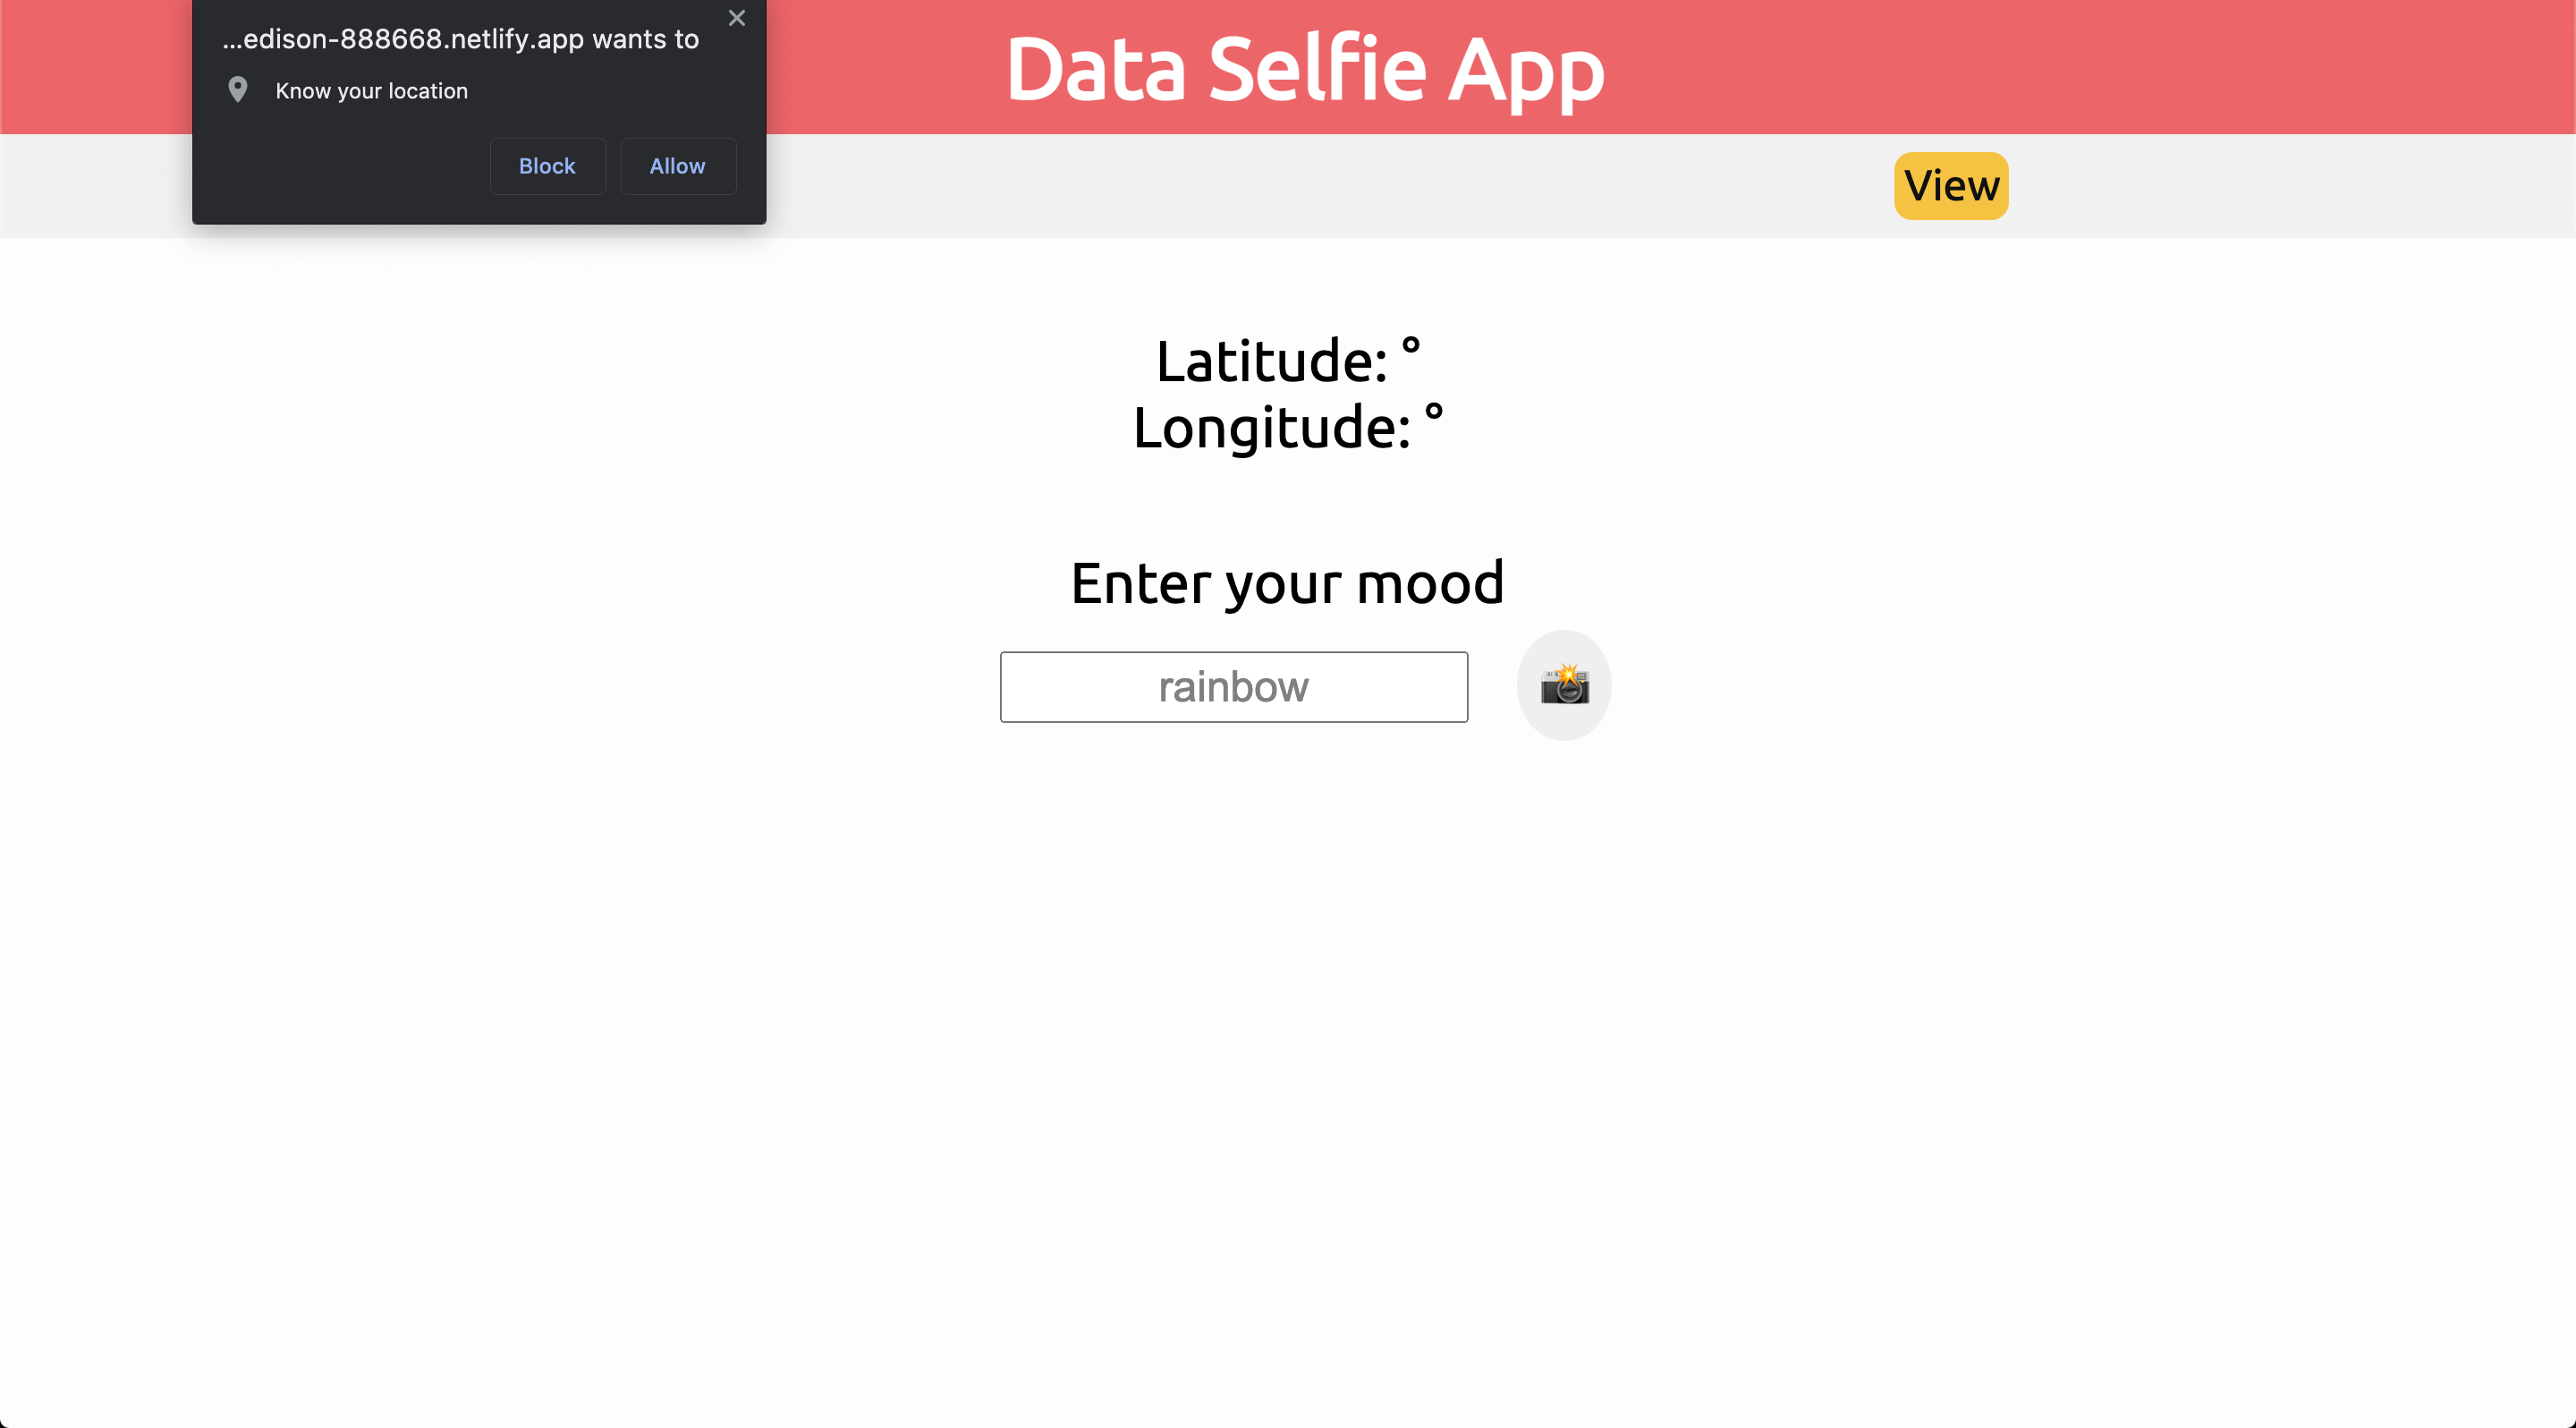 ...edison-888668.netlify.app wants to
Know your location
Block
Allow
Data Selfie App
View
Latitude: °
Longitude: °
Enter your mood
rainbow